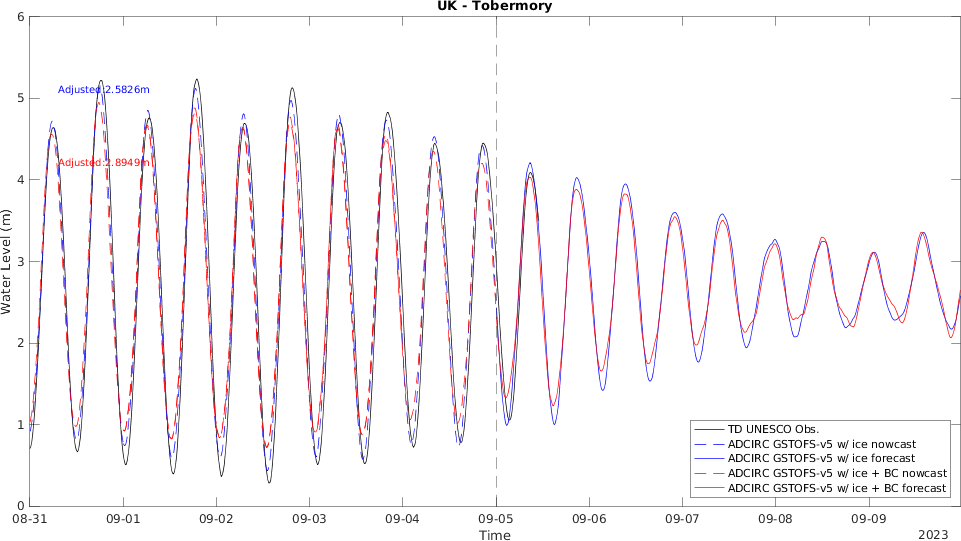 UK - Tobermory
6
5
4
3
2
1
0
Water Level (m)
Adjusted:2.5826m
Adjusted:2.8949m
TD UNESCO Obs.
ADCIRC GSTOFS-v5 w/ ice nowcast
ADCIRC GSTOFS-v5 w/ ice forecast
ADCIRC GSTOFS-v5 w/ ice + BC nowcast
ADCIRC GSTOFS-v5 w/ ice + BC forecast
08-31 09-01 09-02 09-03 09-04 09-05 09-06 09-07 09-08 09-09
Time
2023